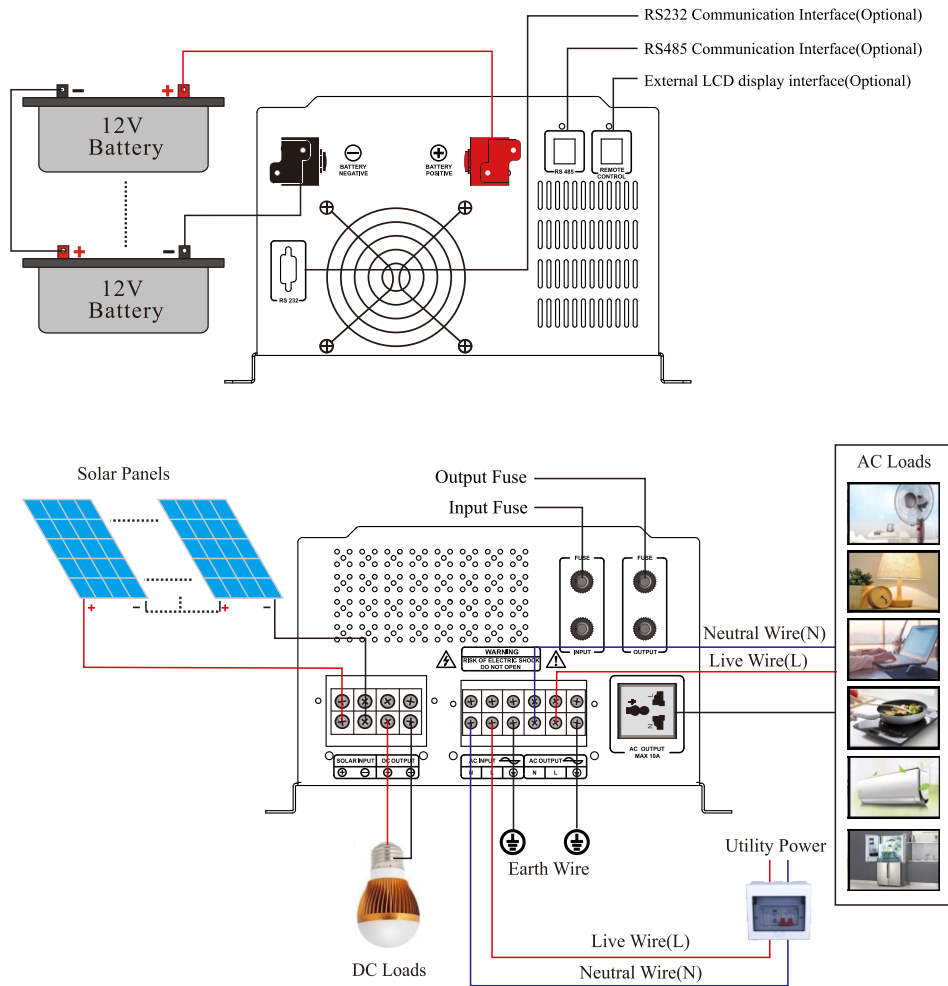 RS232 Communication Interface(Optional)
RS485 Communication Interface(Optional)
External LCD display interface(Optional)
- +
12V
Battery
BATTERY
NEGATIVE
BATTERY
POSITIVE
RS 485
REMOTE
CONTROL
+ -
12V
Battery
RS 232
Solar Panels
+ - + -
Output Fuse
Input Fuse
AC Loads
FUSE
FUSE
INPUT
OUTPUT
Neutral Wire(N)
Live Wire(L)
WARNING
RISK OF ELECTRIC SHOCK
DO NOT OPEN
L
N
AC OUTPUT
MAX 10A
SOLAR INPUT DC OUTPUT
+ - + -
AC INPUT AC OUTPUT
N L N L
Earth Wire
Utility Power
DC Loads
Live Wire(L)
Neutral Wire(N)